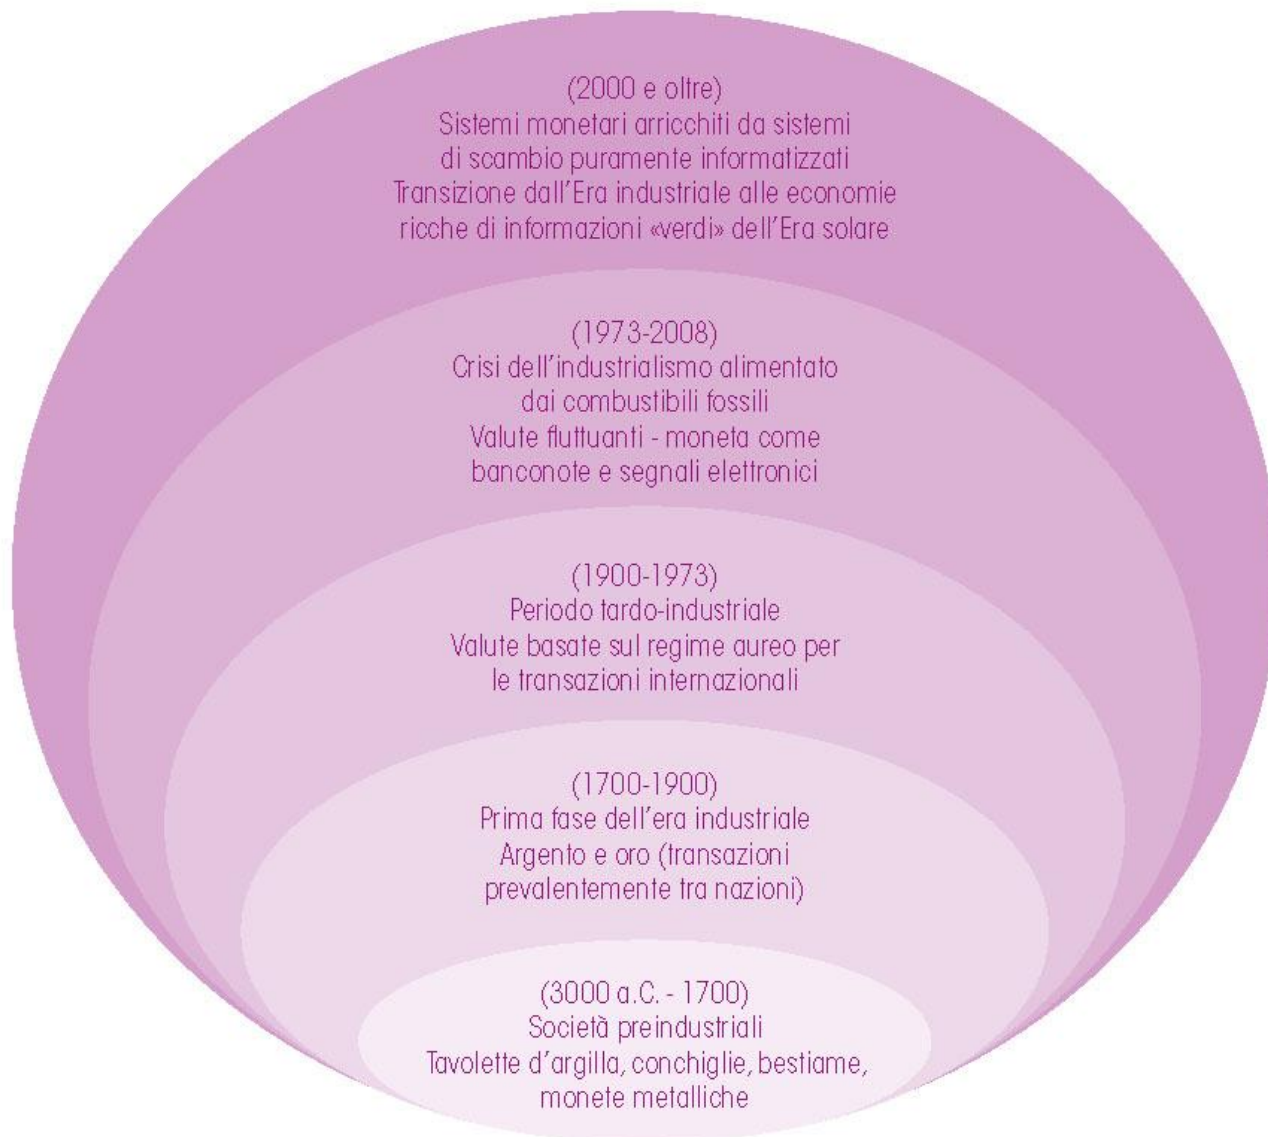 (2000 e oltre)
Sistemi monetari arricchiti da sistemi
di scambio puramente informatizzati
Transizione dall'Era industriale alle economie
ricche di informazioni «verdi» dell'Era solare
(1973-2008)
Crisi dell'industrialismo alimentato
dai combustibili fossili
Valute fluttuanti - moneta come
banconote e segnali elettronici
(1900-1973)
Periodo tardo-industriale
Valute basate sul regime aureo per
le transazioni internazionali
(1700-1900)
Prima fase dell'era industriale
Argento e oro (transazioni
prevalentemente tra nazioni)
(3000 a.C. - 1700)
Società preindustriali
Tavolette d'argilla, conchiglie, bestiame,
monete metalliche